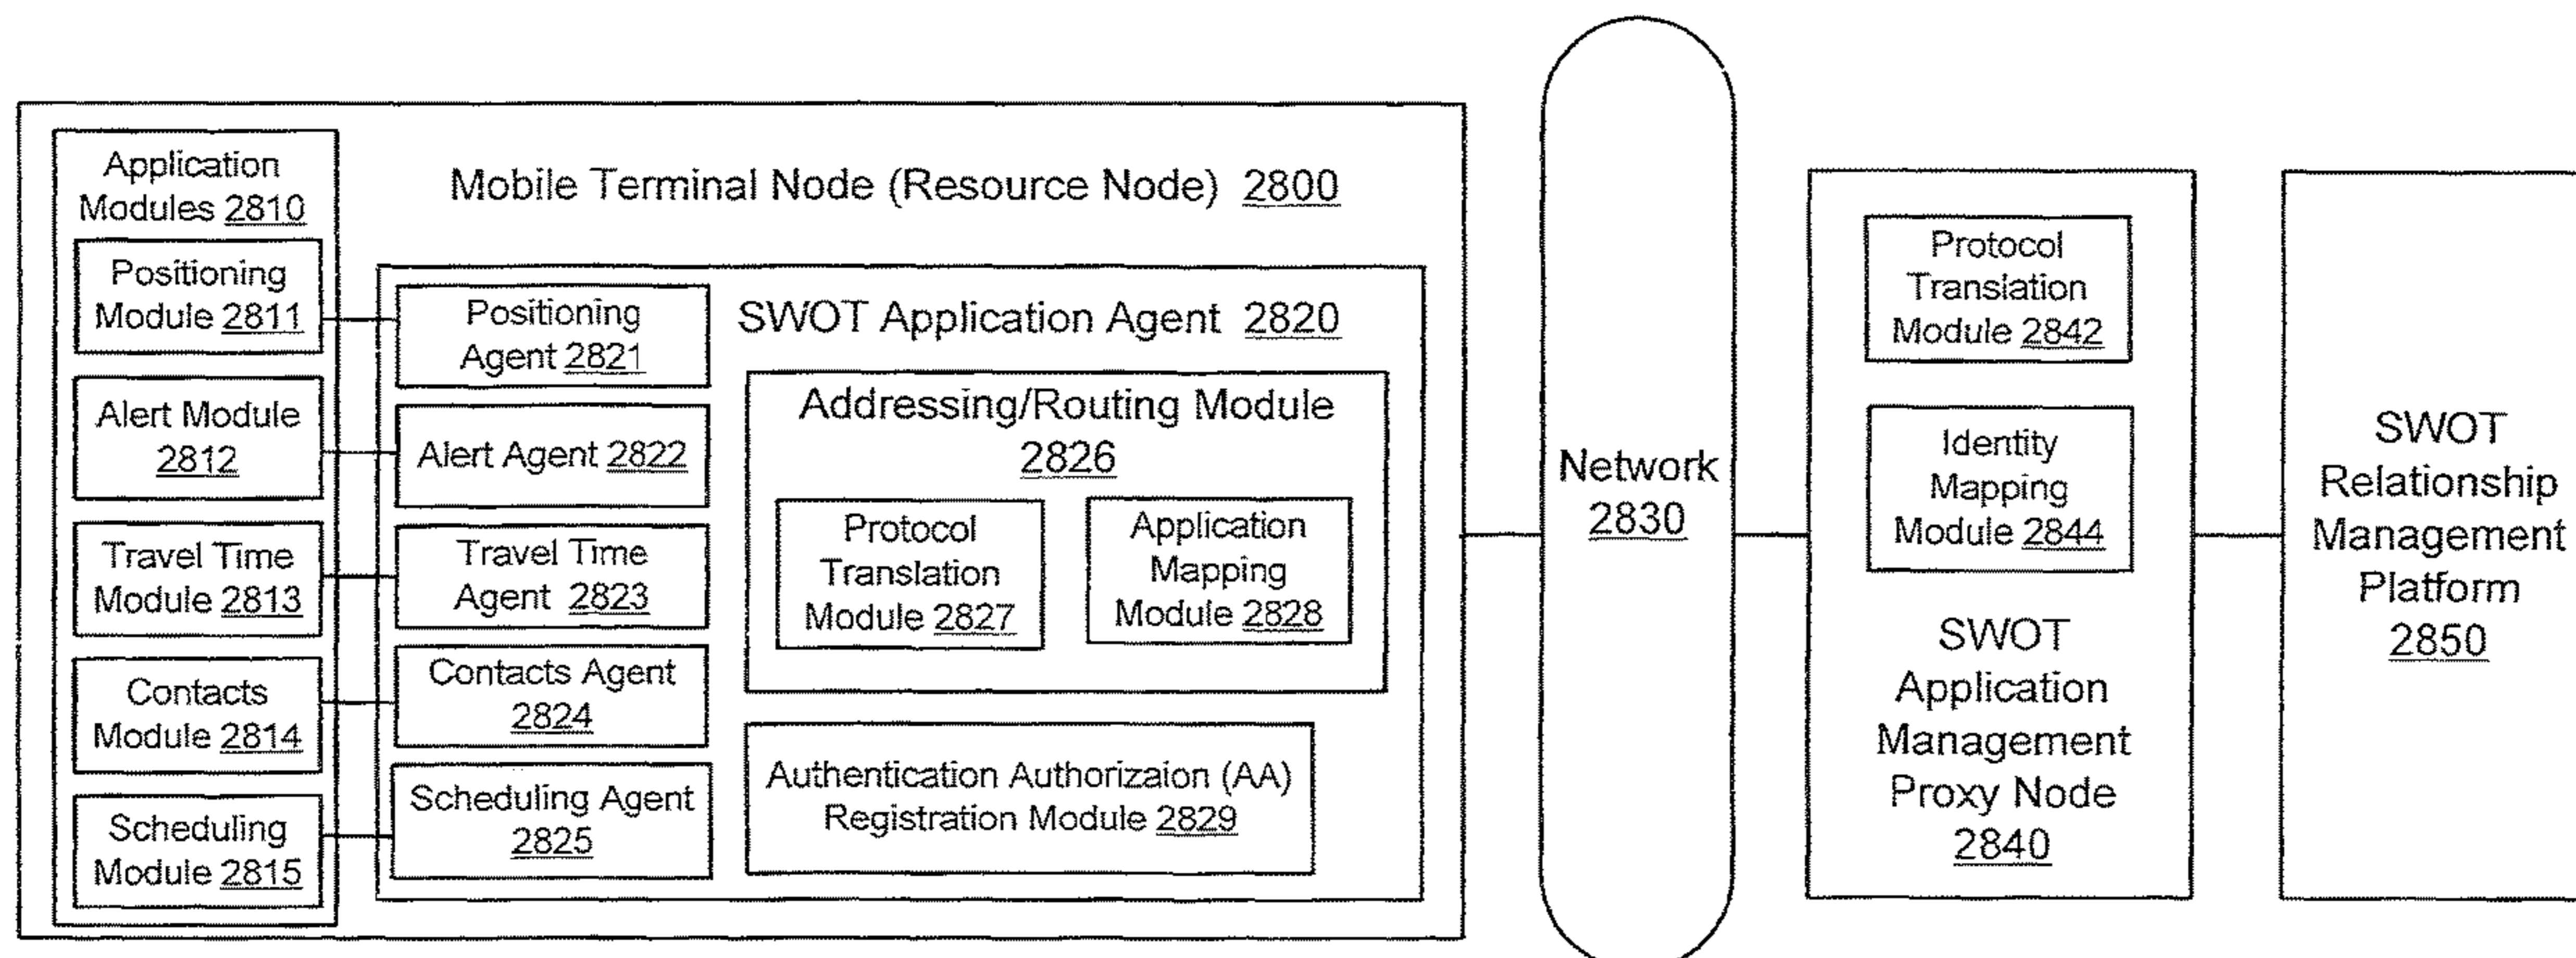 Application
Modules 2810
Positioning
Module 2811
Alert Module
2812
Travel Time
Module 2813
Contacts
Module 2814
Scheduling
Module 2815
Mobile Terminal Node (Resource Node) 2800
Positioning
Agent 2821
Alert Agent 2822
Travel Time
Agent 2823
Contacts Agent
2824
Scheduling Agent
2825
SWOT Application Agent 2820
Addressing/Routing Module
2826
Protocol
Translation
Module 2827
Application
Mapping
Module 2828
Authentication Authorizaion (AA)
Registration Module 2829
Network
2830
Protocol
Translation
Module 2842
Identity
Mapping
Module 2844
SWOT
Application
Management
Proxy Node
2840
SWOT
Relationship
Management
Platform
2850